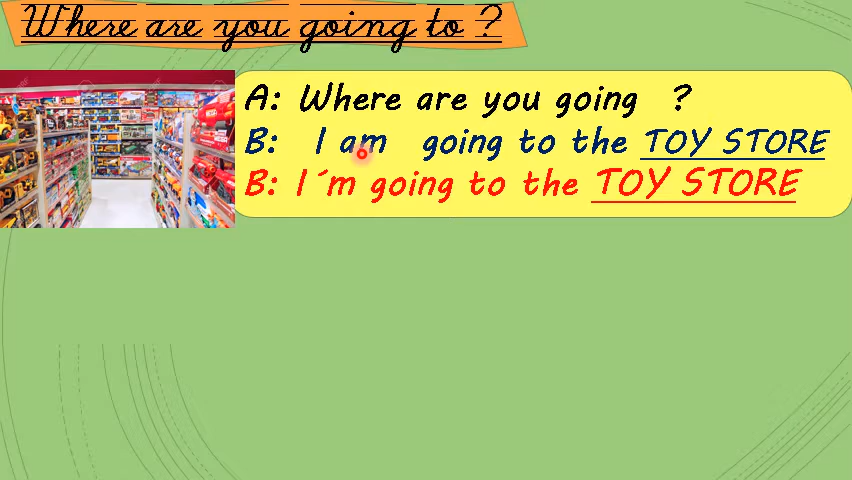 Where are you going to ?
A: Where are you going ?
B: I am going to the TOY STORE
B: I´m going to the TOY STORE